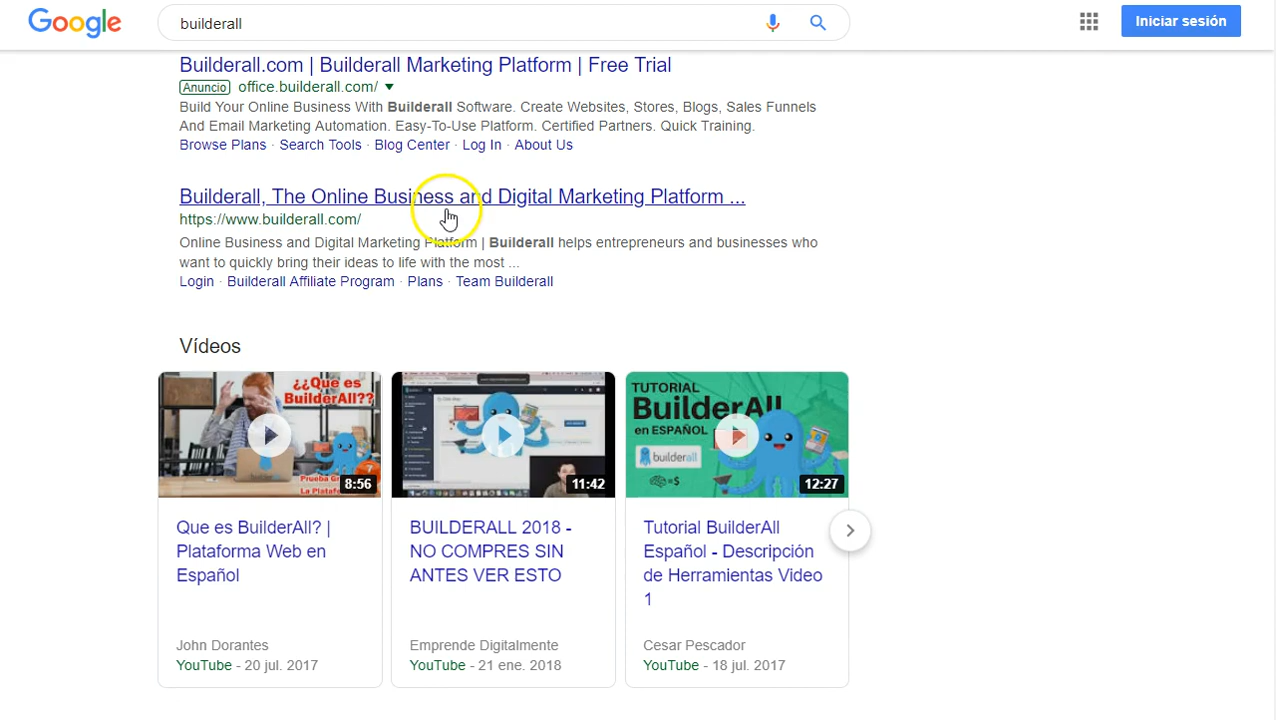 Google
builderall
Iniciar sesión
Builderall.com | Builderall Marketing Platform | Free Trial
Anuncio office.builderall.com/
Build Your Online Business With Builderall Software. Create Websites, Stores, Blogs, Sales Funnels
And Email Marketing Automation. Easy-To-Use Platform. Certified Partners. Quick Training.
Browse Plans · Search Tools · Blog Center · Log In · About Us
Builderall, The Online Business and Digital Marketing Platform ...
https://www.builderall.com/
Online Business and Digital Marketing Platform | Builderall helps entrepreneurs and businesses who
want to quickly bring their ideas to life with the most ...
Login · Builderall Affiliate Program · Plans · Team Builderall
Vídeos
¿¿Que es
BuilderAll??
Prueba Gr
La Plataf
8:56
11:42
TUTORIAL
BuilderAll
en ESPAÑOL
builderall
=$
12:27
Que es BuilderAll? |
Plataforma Web en
Español
John Dorantes
YouTube - 20 jul. 2017
BUILDERALL 2018 -
NO COMPRES SIN
ANTES VER ESTO
Emprende Digitalmente
YouTube - 21 ene. 2018
Tutorial BuilderAll
Español - Descripción
de Herramientas Video
1
Cesar Pescador
YouTube - 18 jul. 2017